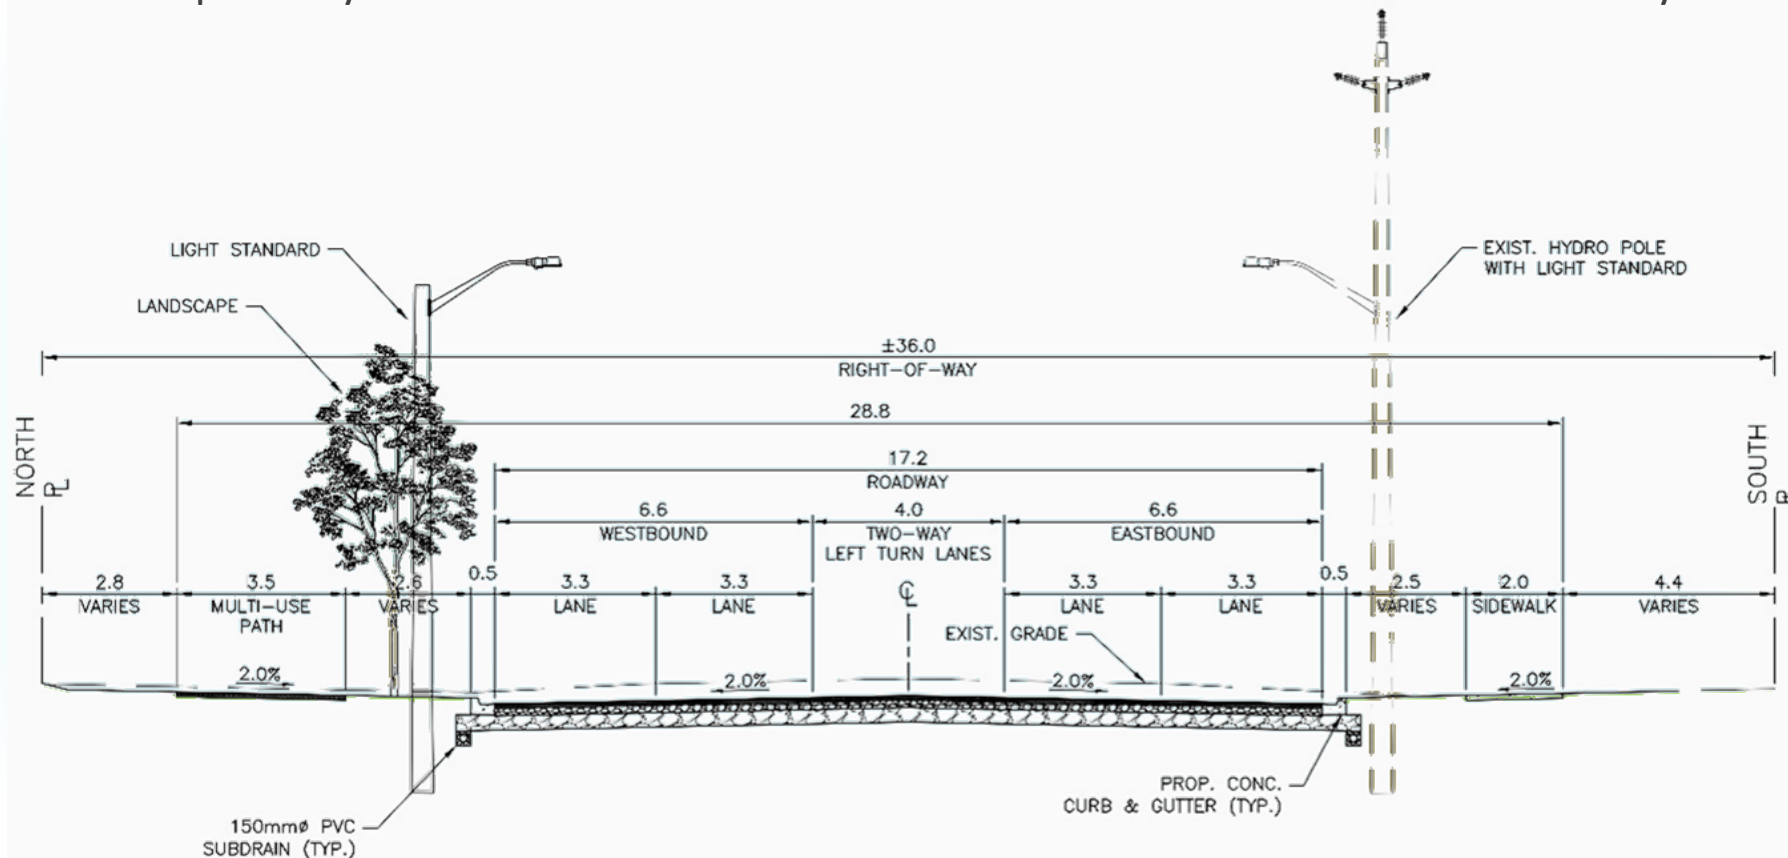 LIGHT STANDARD
LANDSCAPE
EXIST. HYDRO POLE
WITH LIGHT STANDARD
±36.0
RIGHT-OF-WAY
28.8
17.2
ROADWAY
NORTH
PL
SOUTH
6.6
WESTBOUND
4.0
TWO-WAY
LEFT TURN LANES
6.6
EASTBOUND
2.8
VARIES
3.5
MULTI-USE
PATH
2.6
VARIES
0.5
3.3
LANE
3.3
LANE
CL
3.3
LANE
3.3
LANE
0.5
2.5
VARIES
2.0
SIDEWALK
4.4
VARIES
EXIST. GRADE
2.0%
2.0%
2.0%
2.0%
PROP. CONC.
CURB & GUTTER (TYP.)
150mmø PVC
SUBDRAIN (TYP.)